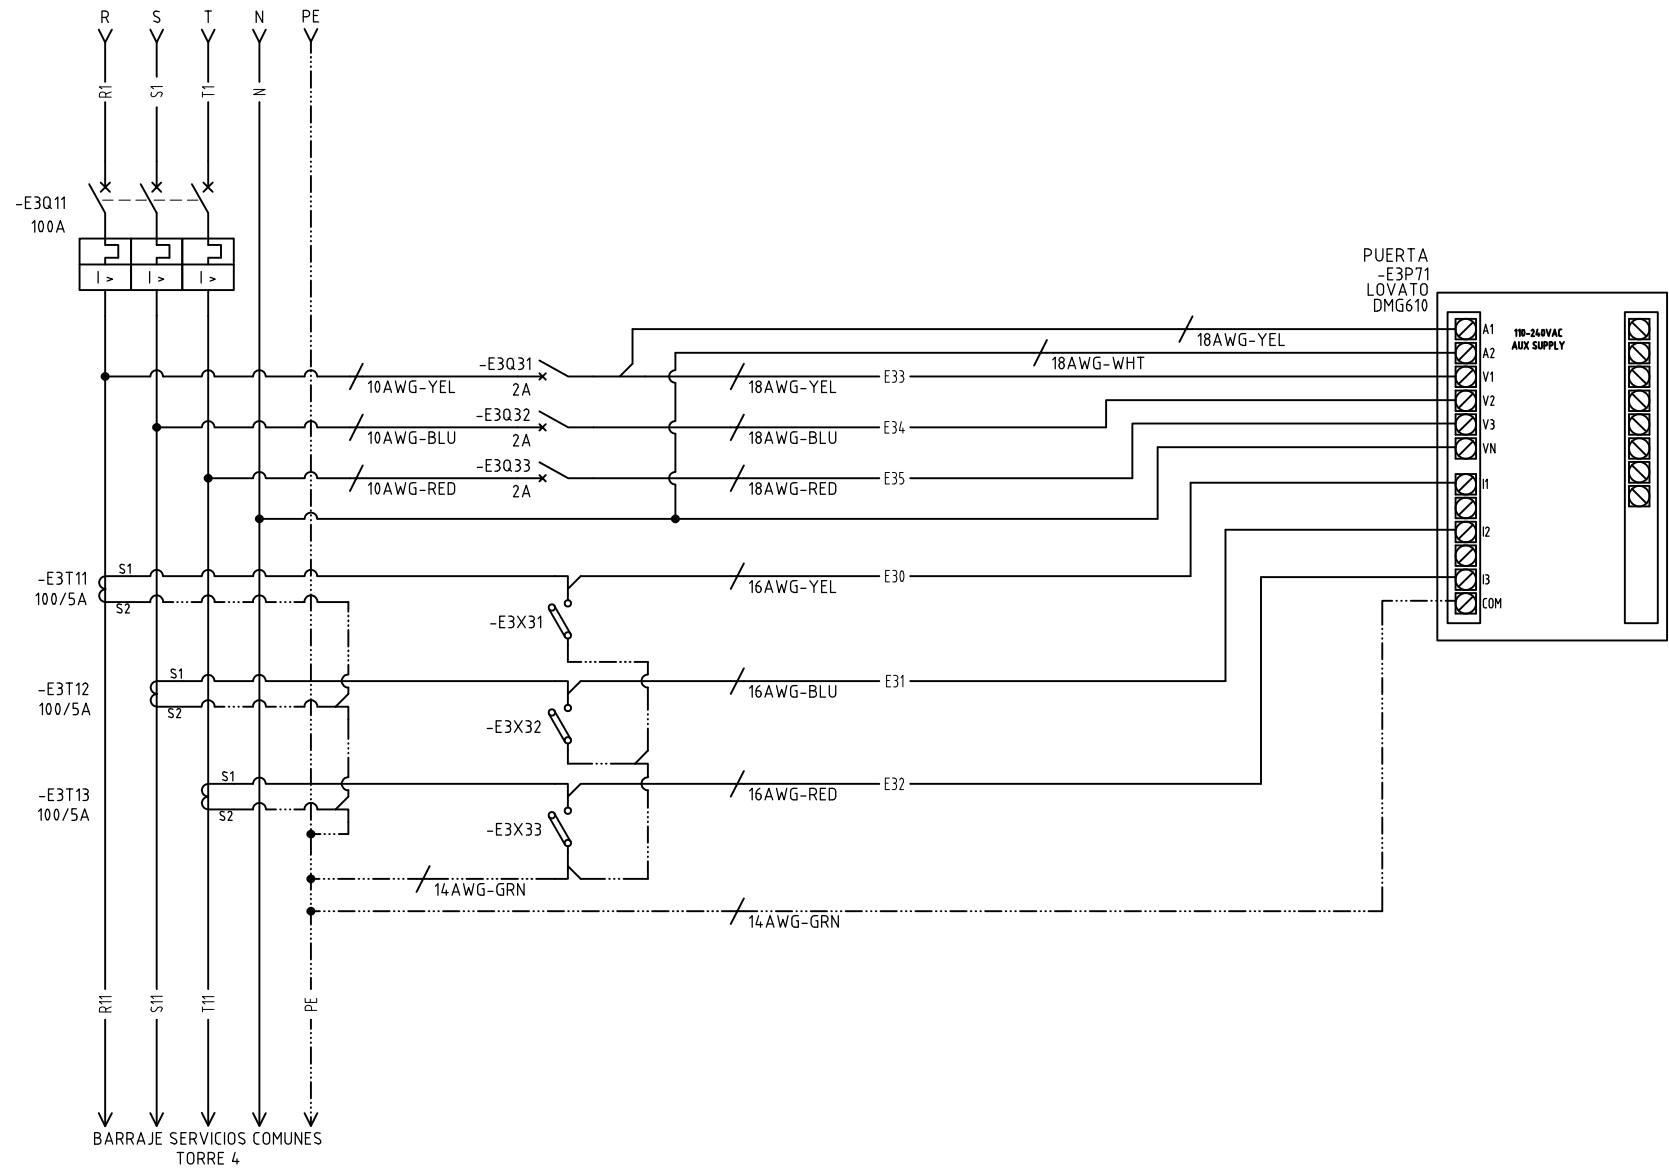 R S T N PE
R1 S1 T1 N
-E3Q11
100A
I > I > I >
PUERTA
-E3P71
LOVATO
DMG610
A1
110-240VAC
AUX SUPPLY
18AWG-YEL
A2
18AWG-WHT
-E3Q31
2A
10AWG-YEL
18AWG-YEL
E33
V1
V2
-E3Q32
2A
10AWG-BLU
18AWG-BLU
E34
V3
VN
-E3Q33
2A
10AWG-RED
18AWG-RED
E35
I1
I2
I3
COM
-E3T11
100/5A
S1
S2
-E3X31
16AWG-YEL
E30
-E3T12
100/5A
S1
S2
-E3X32
16AWG-BLU
E31
-E3T13
100/5A
S1
S2
-E3X33
16AWG-RED
E32
14AWG-GRN
14AWG-GRN
R11 S11 T11 PE
BARRAJE SERVICIOS COMUNES
TORRE 4